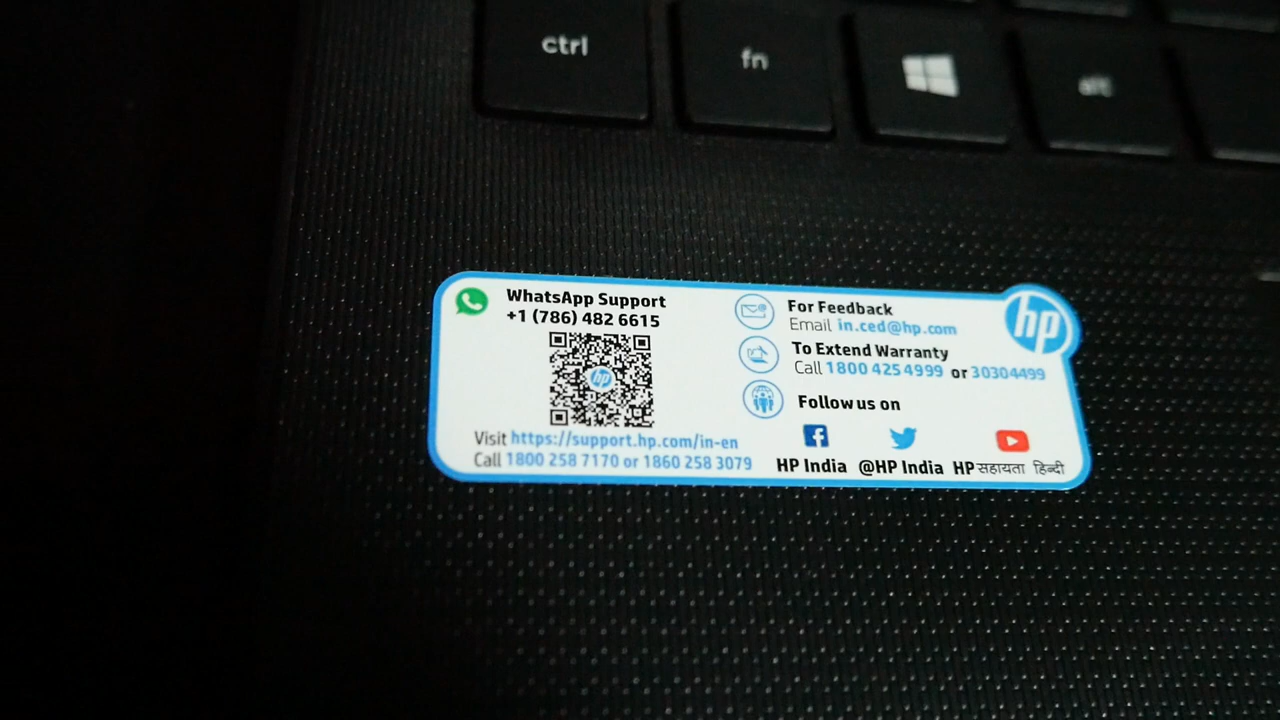 ctrl
fn
alt
WhatsApp Support
+1 (786) 482 6615
hp
Visit https://support.hp.com/in-en
Call 1800 258 7170 or 1860 258 3079
For Feedback
Email in.ced@hp.com
To Extend Warranty
Call 1800 425 4999 or 30304499
Follow us on
HP India
@HP India
HP सहायता हिन्दी
hp